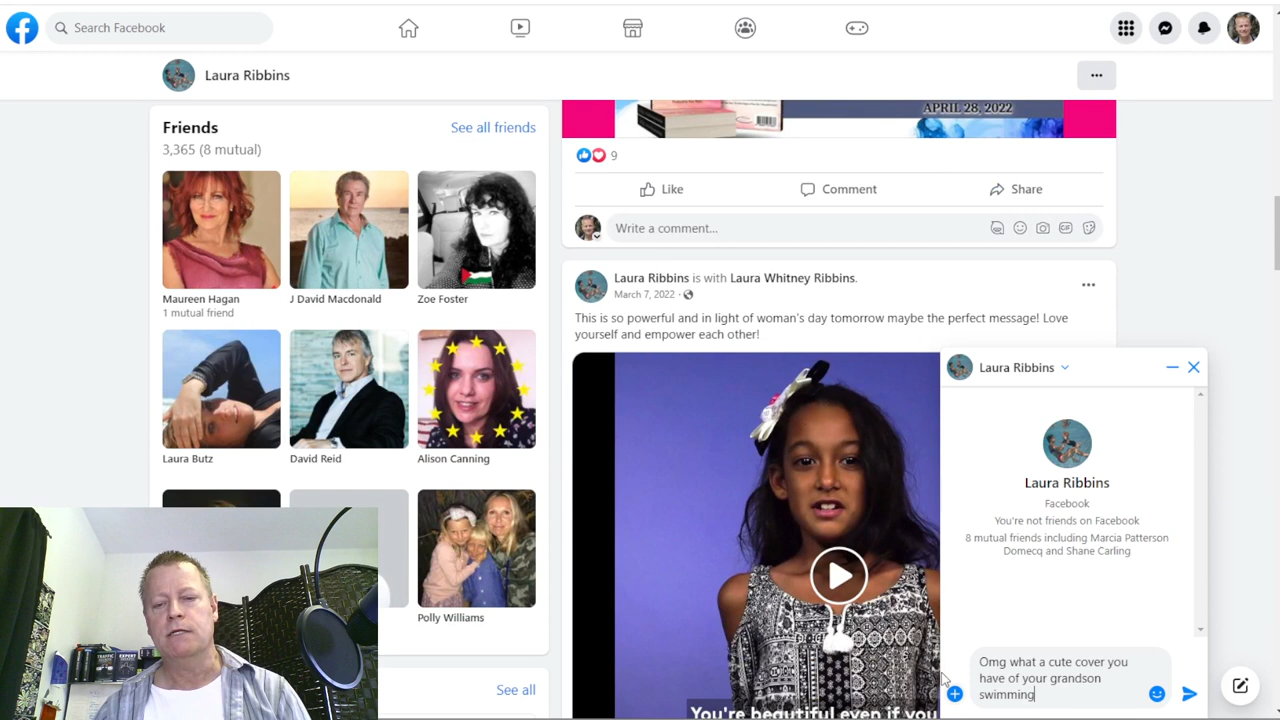 Search Facebook
Laura Ribbins
Friends
See all friends
3,365 (8 mutual)
Maureen Hagan
1 mutual friend
J David Macdonald
Zoe Foster
Laura Butz
David Reid
Alison Canning
Polly Williams
See all
APRIL 28, 2022
9
Like
Comment
Share
Write a comment...
GIF
Laura Ribbins is with Laura Whitney Ribbins.
March 7, 2022 ·
This is so powerful and in light of woman's day tomorrow maybe the perfect message! Love
yourself and empower each other!
You're beautiful even if you
Laura Ribbins
Laura Ribbins
Facebook
You're not friends on Facebook
8 mutual friends including Marcia Patterson
Domecq and Shane Carling
Omg what a cute cover you
have of your grandson
swimming